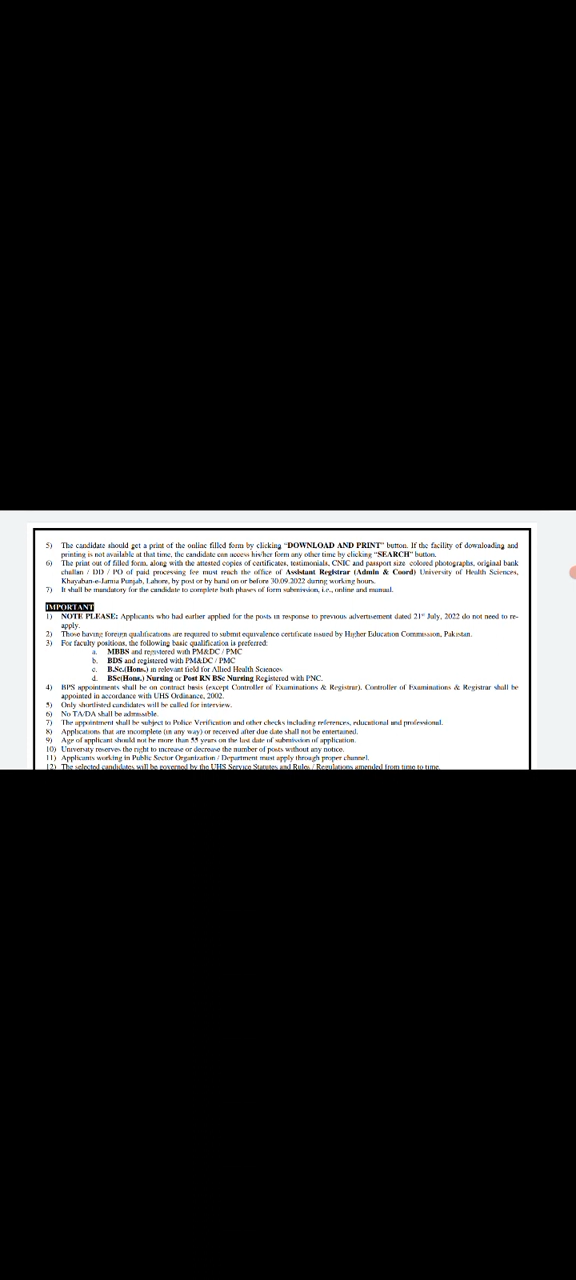 5) The candidate should get a print of the online filled form by clicking "DOWNLOAD AND PRINT" button. If the facility of downloading and
printing is not available at that time, the candidate can access his/her form any other time by clicking "SEARCH" button.
6) The print out of filled form, along with the attested copies of certificates, testimonials, CNIC and passport size colored photographs, original bank
challan / DD / PO of paid processing fee must reach the office of Assistant Registrar (Admin & Coord) University of Health Sciences,
Khayaban-e-Jamia Punjab, Lahore, by post or by hand on or before 30.09.2022 during working hours.
7) It shall be mandatory for the candidate to complete both phases of form submission, i.e., online and manual.
IMPORTANT
1) NOTE PLEASE: Applicants who had earlier applied for the posts in response to previous advertisement dated 21st July, 2022 do not need to re-
apply.
2) Those having foreign qualifications are required to submit equivalence certificate issued by Higher Education Commission, Pakistan.
3) For faculty positions, the following basic qualification is preferred:
a. MBBS and registered with PM&DC / PMC
b. BDS and registered with PM&DC / PMC
c. B.Sc.(Hons.) in relevant field for Allied Health Sciences
d. BSc(Hons.) Nursing or Post RN BSc Nursing Registered with PNC.
4) BPS appointments shall be on contract basis (except Controller of Examinations & Registrar). Controller of Examinations & Registrar shall be
appointed in accordance with UHS Ordinance, 2002.
5) Only shortlisted candidates will be called for interview.
6) No TA/DA shall be admissible.
7) The appointment shall be subject to Police Verification and other checks including references, educational and professional.
8) Applications that are incomplete (in any way) or received after due date shall not be entertained.
9) Age of applicant should not be more than 55 years on the last date of submission of application.
10) University reserves the right to increase or decrease the number of posts without any notice.
11) Applicants working in Public Sector Organization / Department must apply through proper channel.
12) The selected candidates will be governed by the UHS Service Statutes and Rules / Regulations amended from time to time.